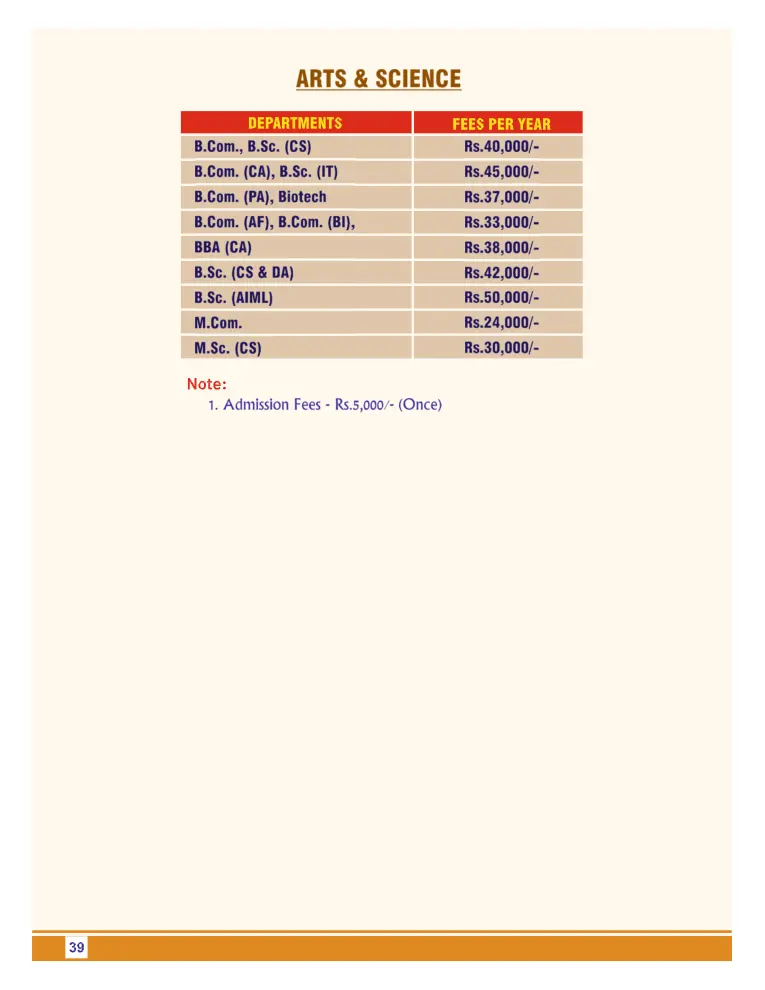 ARTS & SCIENCE
DEPARTMENTS FEES PER YEAR
B.Com., B.Sc. (CS) Rs.40,000/-
B.Com. (CA), B.Sc. (IT) Rs.45,000/-
B.Com. (PA), Biotech Rs.37,000/-
B.Com. (AF), B.Com. (BI), Rs.33,000/-
BBA (CA) Rs.38,000/-
B.Sc. (CS & DA) Rs.42,000/-
B.Sc. (AIML) Rs.50,000/-
M.Com. Rs.24,000/-
M.Sc. (CS) Rs.30,000/-
Note:
1. Admission Fees - Rs.5,000/- (Once)
39